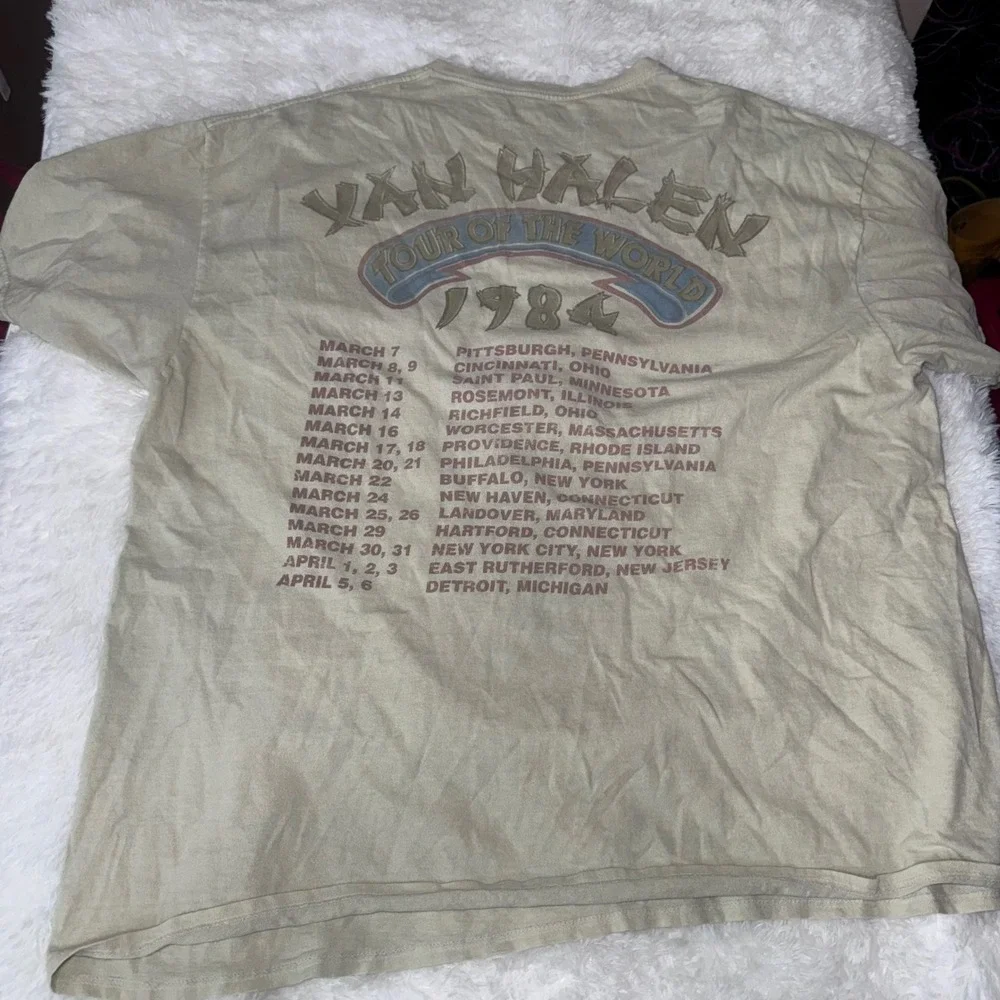 VAN HALEN
TOUR OF THE WORLD
1984
MARCH 7 PITTSBURGH, PENNSYLVANIA
MARCH 8, 9 CINCINNATI, OHIO
MARCH 11 SAINT PAUL, MINNESOTA
MARCH 13 ROSEMONT, ILLINOIS
MARCH 14 RICHFIELD, OHIO
MARCH 16 WORCESTER, MASSACHUSETTS
MARCH 17, 18 PROVIDENCE, RHODE ISLAND
MARCH 20, 21 PHILADELPHIA, PENNSYLVANIA
MARCH 22 BUFFALO, NEW YORK
MARCH 24 NEW HAVEN, CONNECTICUT
MARCH 25, 26 LANDOVER, MARYLAND
MARCH 29 HARTFORD, CONNECTICUT
MARCH 30, 31 NEW YORK CITY, NEW YORK
APRIL 1, 2, 3 EAST RUTHERFORD, NEW JERSEY
APRIL 5, 6 DETROIT, MICHIGAN